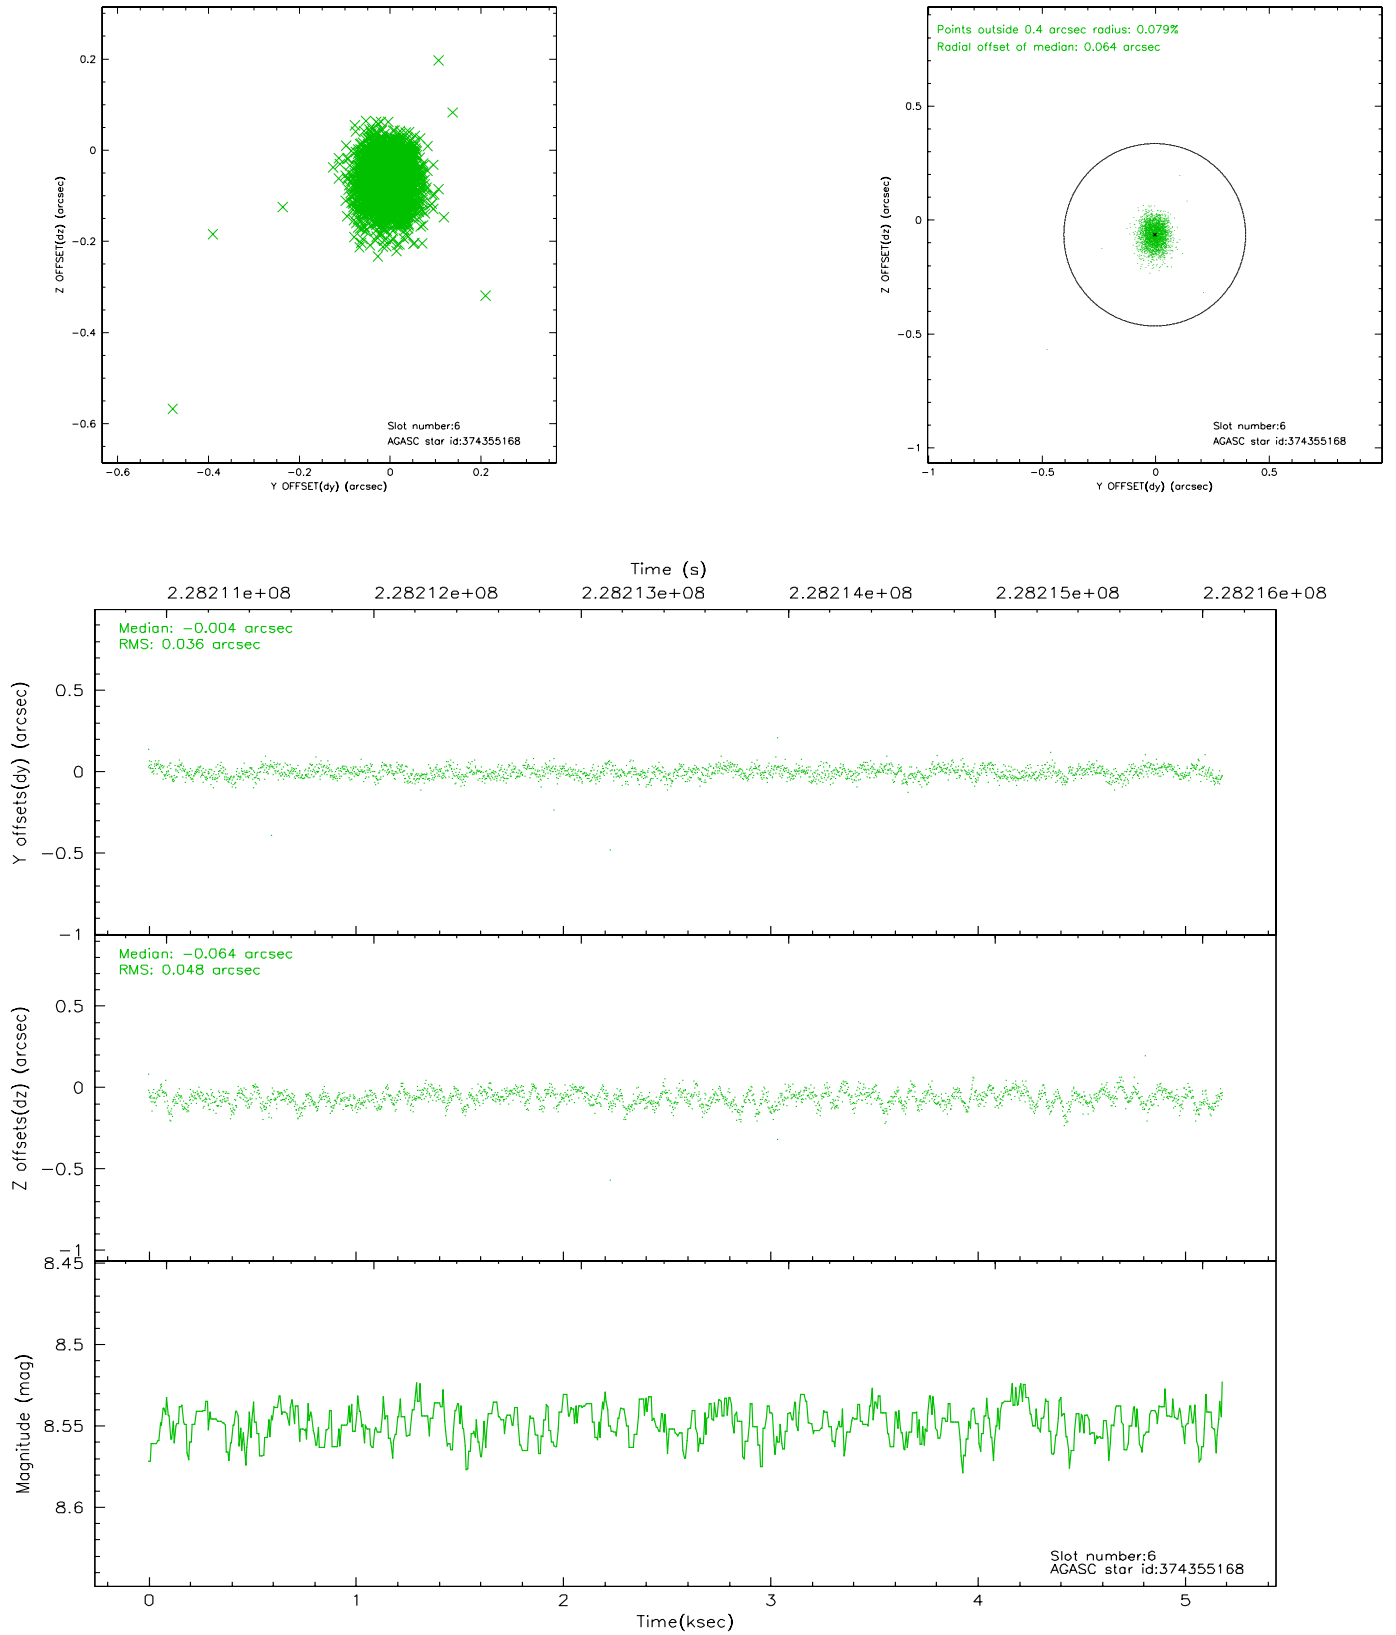 0.2
0
-0.2
-0.4
-0.6
Z OFFSET(dz) (arcsec)
Slot number:6
AGASC star id:374355168
-0.6 -0.4 -0.2 0 0.2
Y OFFSET(dy) (arcsec)
Points outside 0.4 arcsec radius: 0.079%
Radial offset of median: 0.064 arcsec
0.5
0
-0.5
-1
Z OFFSET(dz) (arcsec)
Slot number:6
AGASC star id:374355168
-1 -0.5 0 0.5
Y OFFSET(dy) (arcsec)
Time (s)
2.28211e+08 2.28212e+08 2.28213e+08 2.28214e+08 2.28215e+08 2.28216e+08
Median: -0.004 arcsec
RMS: 0.036 arcsec
0.5
0
-0.5
-1
Y offsets(dy) (arcsec)
Median: -0.064 arcsec
RMS: 0.048 arcsec
0.5
0
-0.5
-1
Z offsets(dz) (arcsec)
8.45
8.5
8.55
8.6
Magnitude (mag)
Slot number:6
AGASC star id:374355168
0 1 2 3 4 5
Time(ksec)